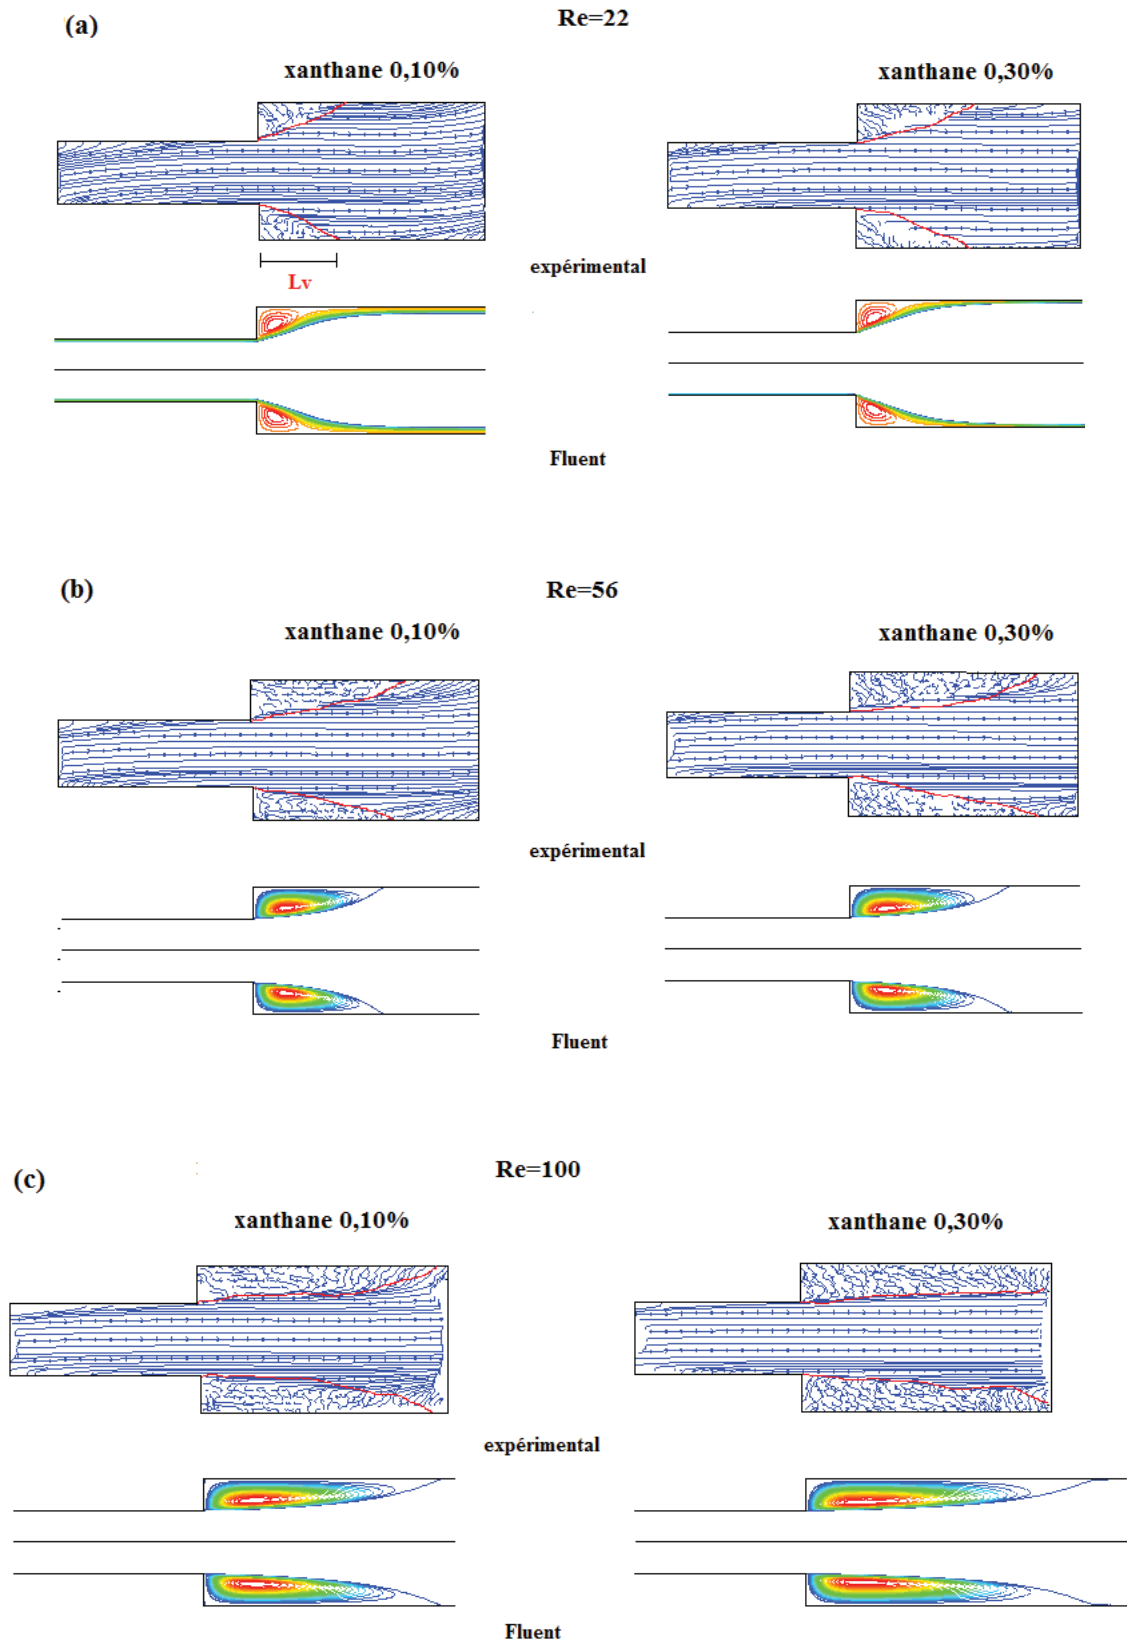 (a)
Re=22
xanthane 0,10%
xanthane 0,30%
expérimental
Lv
Fluent
(b)
Re=56
xanthane 0,10%
xanthane 0,30%
expérimental
Fluent
(c)
Re=100
xanthane 0,10%
xanthane 0,30%
expérimental
Fluent